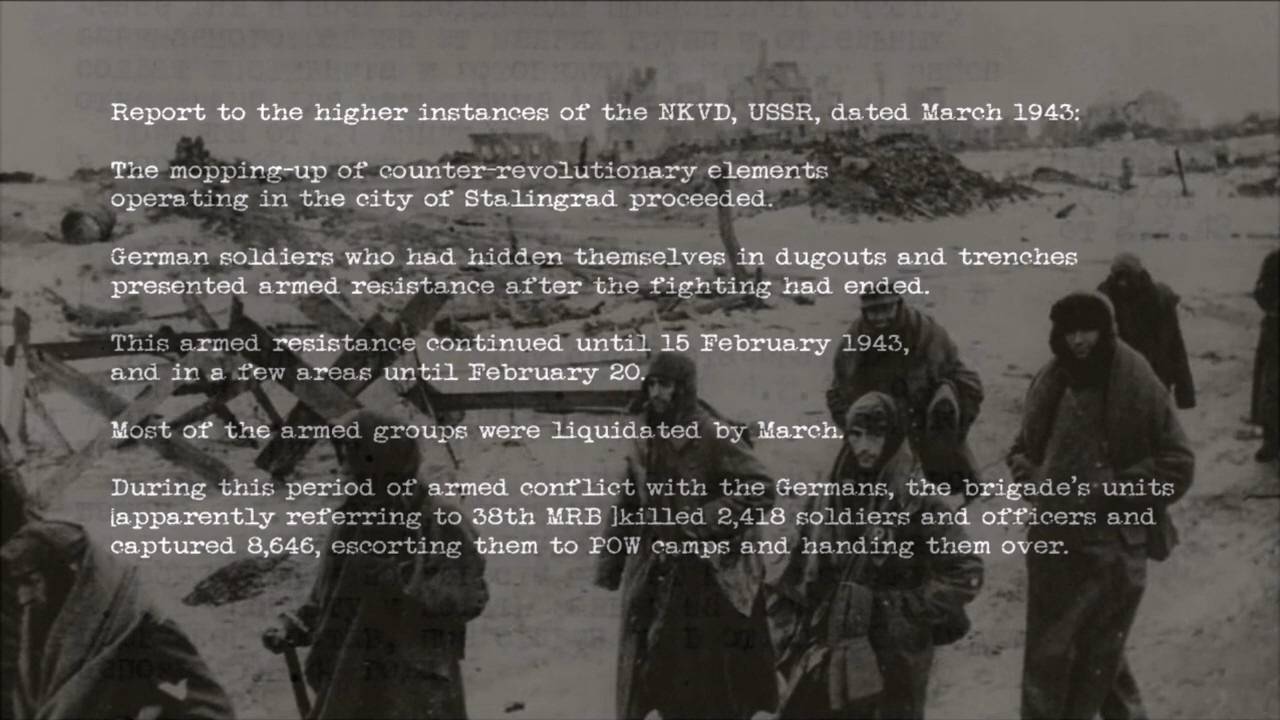 Report to the higher instances of the NKVD, USSR, dated March 1943:
The mopping-up of counter-revolutionary elements
operating in the city of Stalingrad proceeded.
German soldiers who had hidden themselves in dugouts and trenches
presented armed resistance after the fighting had ended.
This armed resistance continued until 15 February 1943,
and in a few areas until February 20.
Most of the armed groups were liquidated by March.
During this period of armed conflict with the Germans, the brigade's units
[apparently referring to 38th MRB ]killed 2,418 soldiers and officers and
captured 8,646, escorting them to POW camps and handing them over.